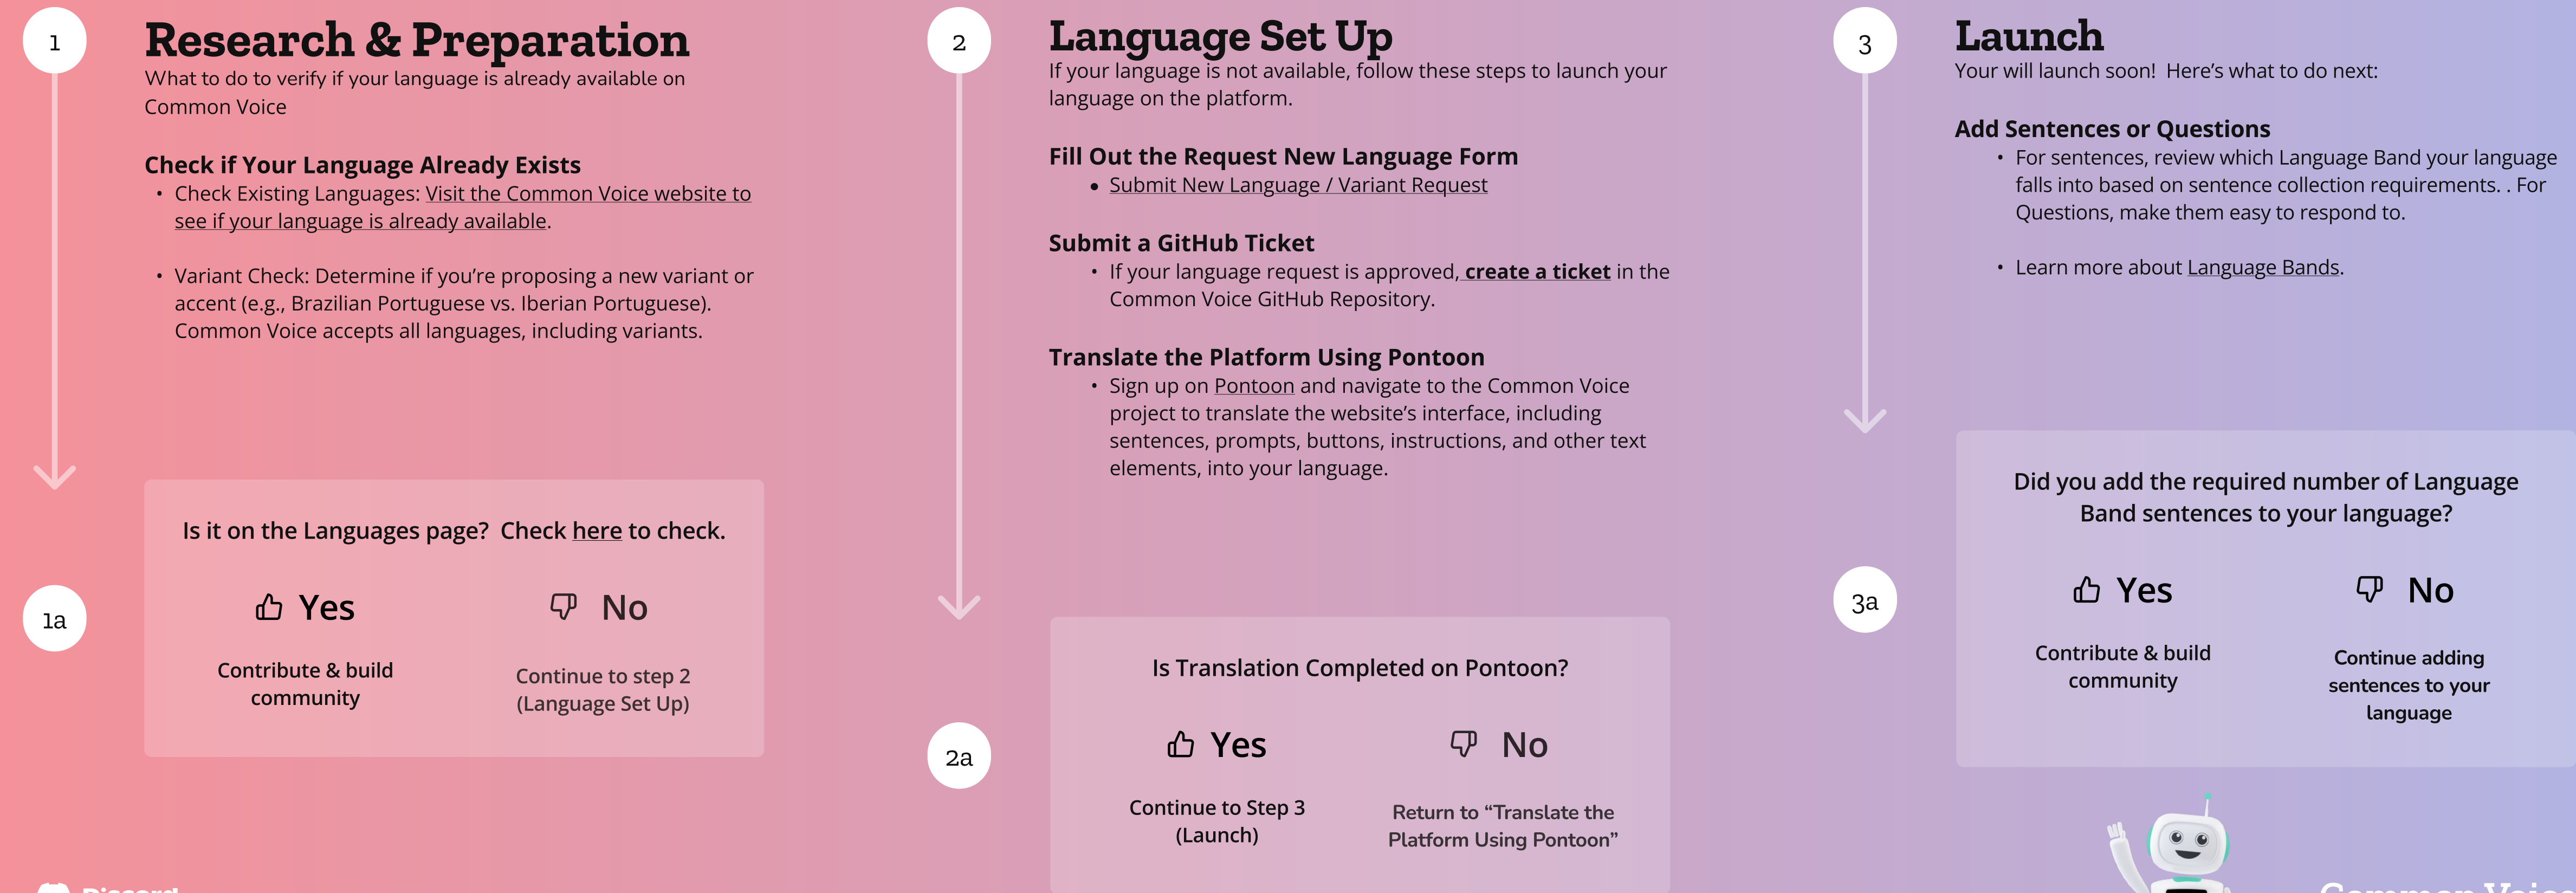 1
Research & Preparation
What to do to verify if your language is already available on
Common Voice
Check if Your Language Already Exists
• Check Existing Languages: Visit the Common Voice website to
see if your language is already available.
• Variant Check: Determine if you’re proposing a new variant or
accent (e.g., Brazilian Portuguese vs. Iberian Portuguese).
Common Voice accepts all languages, including variants.
1a
Is it on the Languages page?  Check here to check.
Yes
Contribute & build
community
No
Continue to step 2
(Language Set Up)
2
Language Set Up
If your language is not available, follow these steps to launch your
language on the platform.
Fill Out the Request New Language Form
• Submit New Language / Variant Request
Submit a GitHub Ticket
• If your language request is approved, create a ticket in the
Common Voice GitHub Repository.
Translate the Platform Using Pontoon
• Sign up on Pontoon and navigate to the Common Voice
project to translate the website’s interface, including
sentences, prompts, buttons, instructions, and other text
elements, into your language.
2a
Is Translation Completed on Pontoon?
Yes
Continue to Step 3
(Launch)
No
Return to “Translate the
Platform Using Pontoon”
3
Launch
Your will launch soon!  Here’s what to do next:
Add Sentences or Questions
• For sentences, review which Language Band your language
falls into based on sentence collection requirements. . For
Questions, make them easy to respond to.
• Learn more about Language Bands.
3a
Did you add the required number of Language
Band sentences to your language?
Yes
Contribute & build
community
No
Continue adding
sentences to your
language
Discord
Common Voice